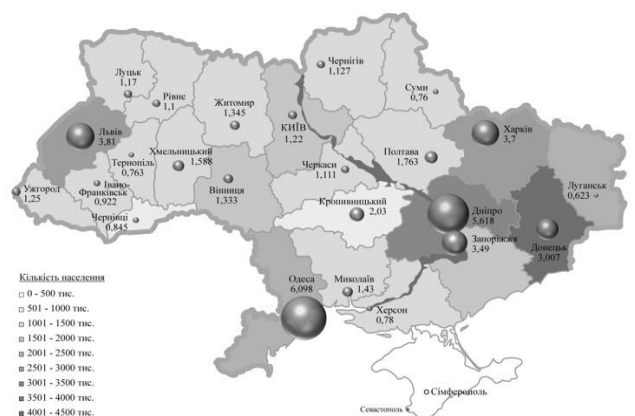 Чернігів
1,127
Луцьк
1,17
Рівне
1,1
Житомир
1,345
КИЇВ
1,22
Суми
0,76
Львів
3,81
Тернопіль
0,763
Хмельницький
1,588
Вінниця
1,333
Черкаси
1,111
Полтава
1,763
Харків
3,7
Ужгород
1,25
Івано-
Франківськ
0,922
Чернівці
0,845
Кропивницький
2,03
Дніпро
5,618
Луганськ
0,623
Запоріжжя
3,49
Донецьк
3,007
Одеса
6,098
Миколаїв
1,43
Херсон
0,78
Сімферополь
Севастополь
Кількість населення
0 - 500 тис.
501 - 1000 тис.
1001 - 1500 тис.
1501 - 2000 тис.
2001 - 2500 тис.
2501 - 3000 тис.
3001 - 3500 тис.
3501 - 4000 тис.
4001 - 4500 тис.